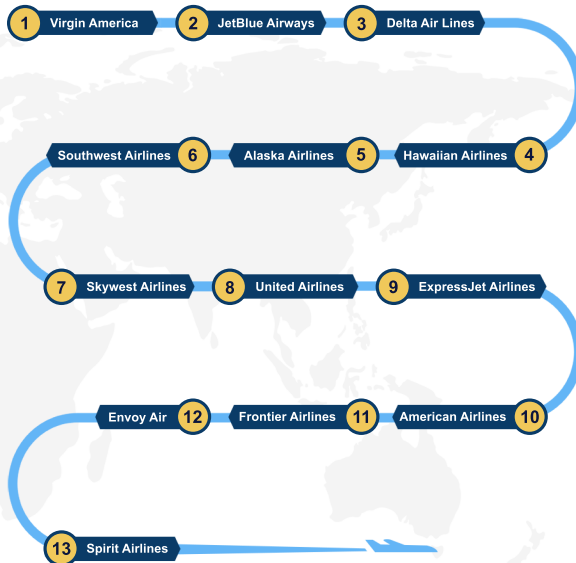 1 Virgin America 2 JetBlue Airways 3 Delta Air Lines
Southwest Airlines 6 Alaska Airlines 5 Hawaiian Airlines 4
7 Skywest Airlines 8 United Airlines 9 ExpressJet Airlines
Envoy Air 12 Frontier Airlines 11 American Airlines 10
13 Spirit Airlines